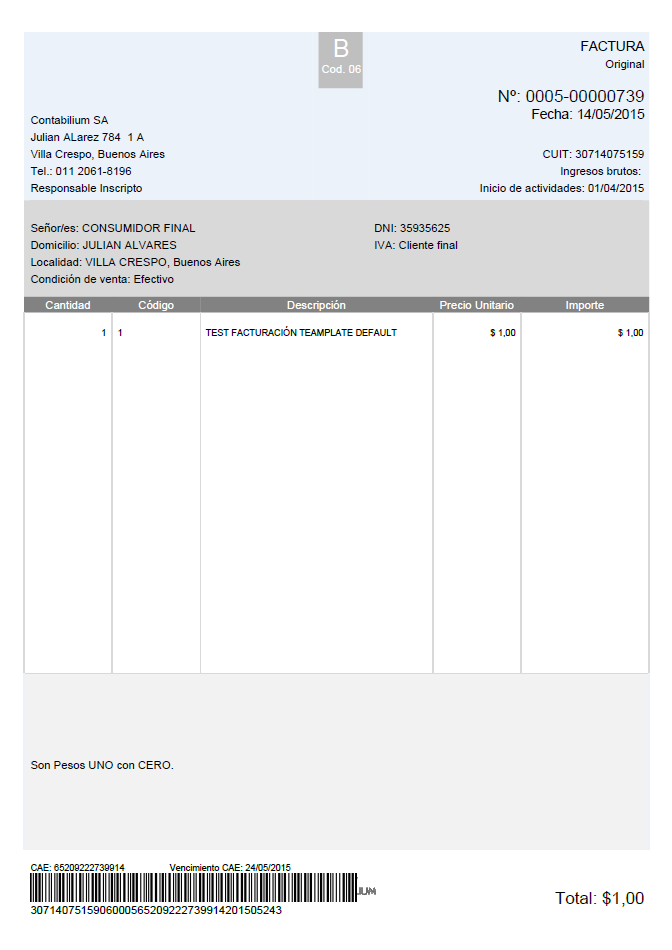 B
Cod. 06
FACTURA
Original
Nº: 0005-00000739
Fecha: 14/05/2015
Contabilium SA
Julian ALarez 784 1 A
Villa Crespo, Buenos Aires
CUIT: 30714075159
Tel.: 011 2061-8196
Ingresos brutos:
Responsable Inscripto
Inicio de actividades: 01/04/2015
Señor/es: CONSUMIDOR FINAL
DNI: 35935625
Domicilio: JULIAN ALVARES
IVA: Cliente final
Localidad: VILLA CRESPO, Buenos Aires
Condición de venta: Efectivo
Cantidad Código Descripción Precio Unitario Importe
1 1 TEST FACTURACIÓN TEAMPLATE DEFAULT $ 1,00 $ 1,00
Son Pesos UNO con CERO.
CAE: 65209222739914 Vencimiento CAE: 24/05/2015
307140751590600056520922273991420150524​3
Total: $1,00